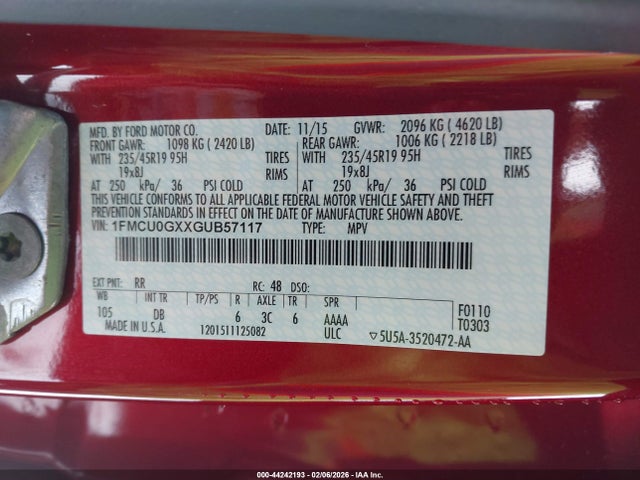 MFD. BY FORD MOTOR CO. 11/15 GVWR: 2096 KG ( 4620 LB)
FRONT GAWR: 1098 KG ( 2420 LB) REAR GAWR: 1006 KG ( 2218 LB)
WITH 235/45R19 95H TIRES WITH 235/45R19 95H TIRES
19x8J RIMS 19x8J RIMS
AT 250 kPa/ 36 PSI COLD AT 250 kPa/ 36 PSI COLD
THIS VEHICLE CONFORMS TO ALL APPLICABLE FEDERAL MOTOR VEHICLE SAFETY AND THEFT PREVENTION STANDARDS IN EFFECT ON THE DATE OF MANUFACTURE SHOWN ABOVE.
VIN: 1FMCU0GXXGUB57117 TYPE: MPV
F0110
T0303
EXT PNT: RR RC: 48 DSO:
WB INT TR TP/PS R AXLE TR SPR
105 DB 6 3C 6 AAAA
MADE IN U.S.A. 1201511125082 ULC ▽5U5A-3520472-AA
000-44242193 - 02/06/2026 - IAA Inc.